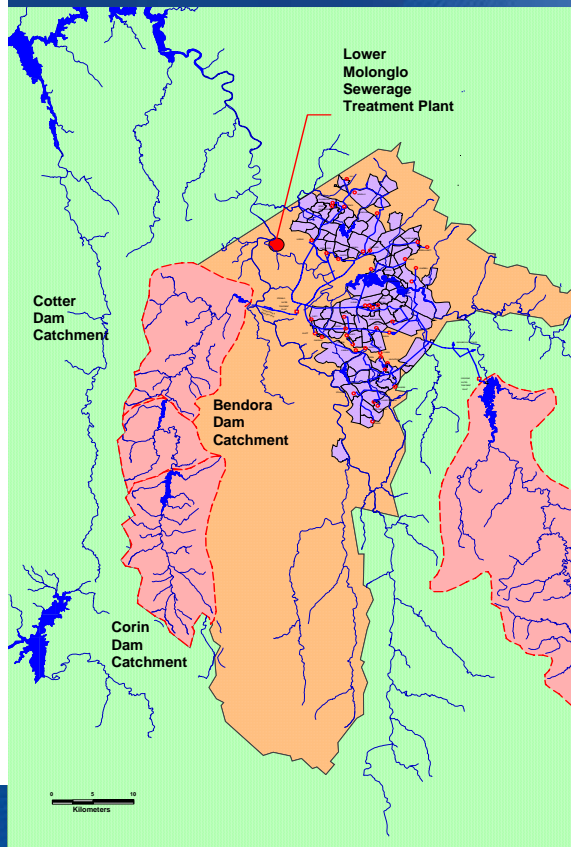 Lower
Molonglo
Sewerage
Treatment Plant
Cotter
Dam
Catchment
Bendora
Dam
Catchment
Corin
Dam
Catchment
0 5 10
Kilometers